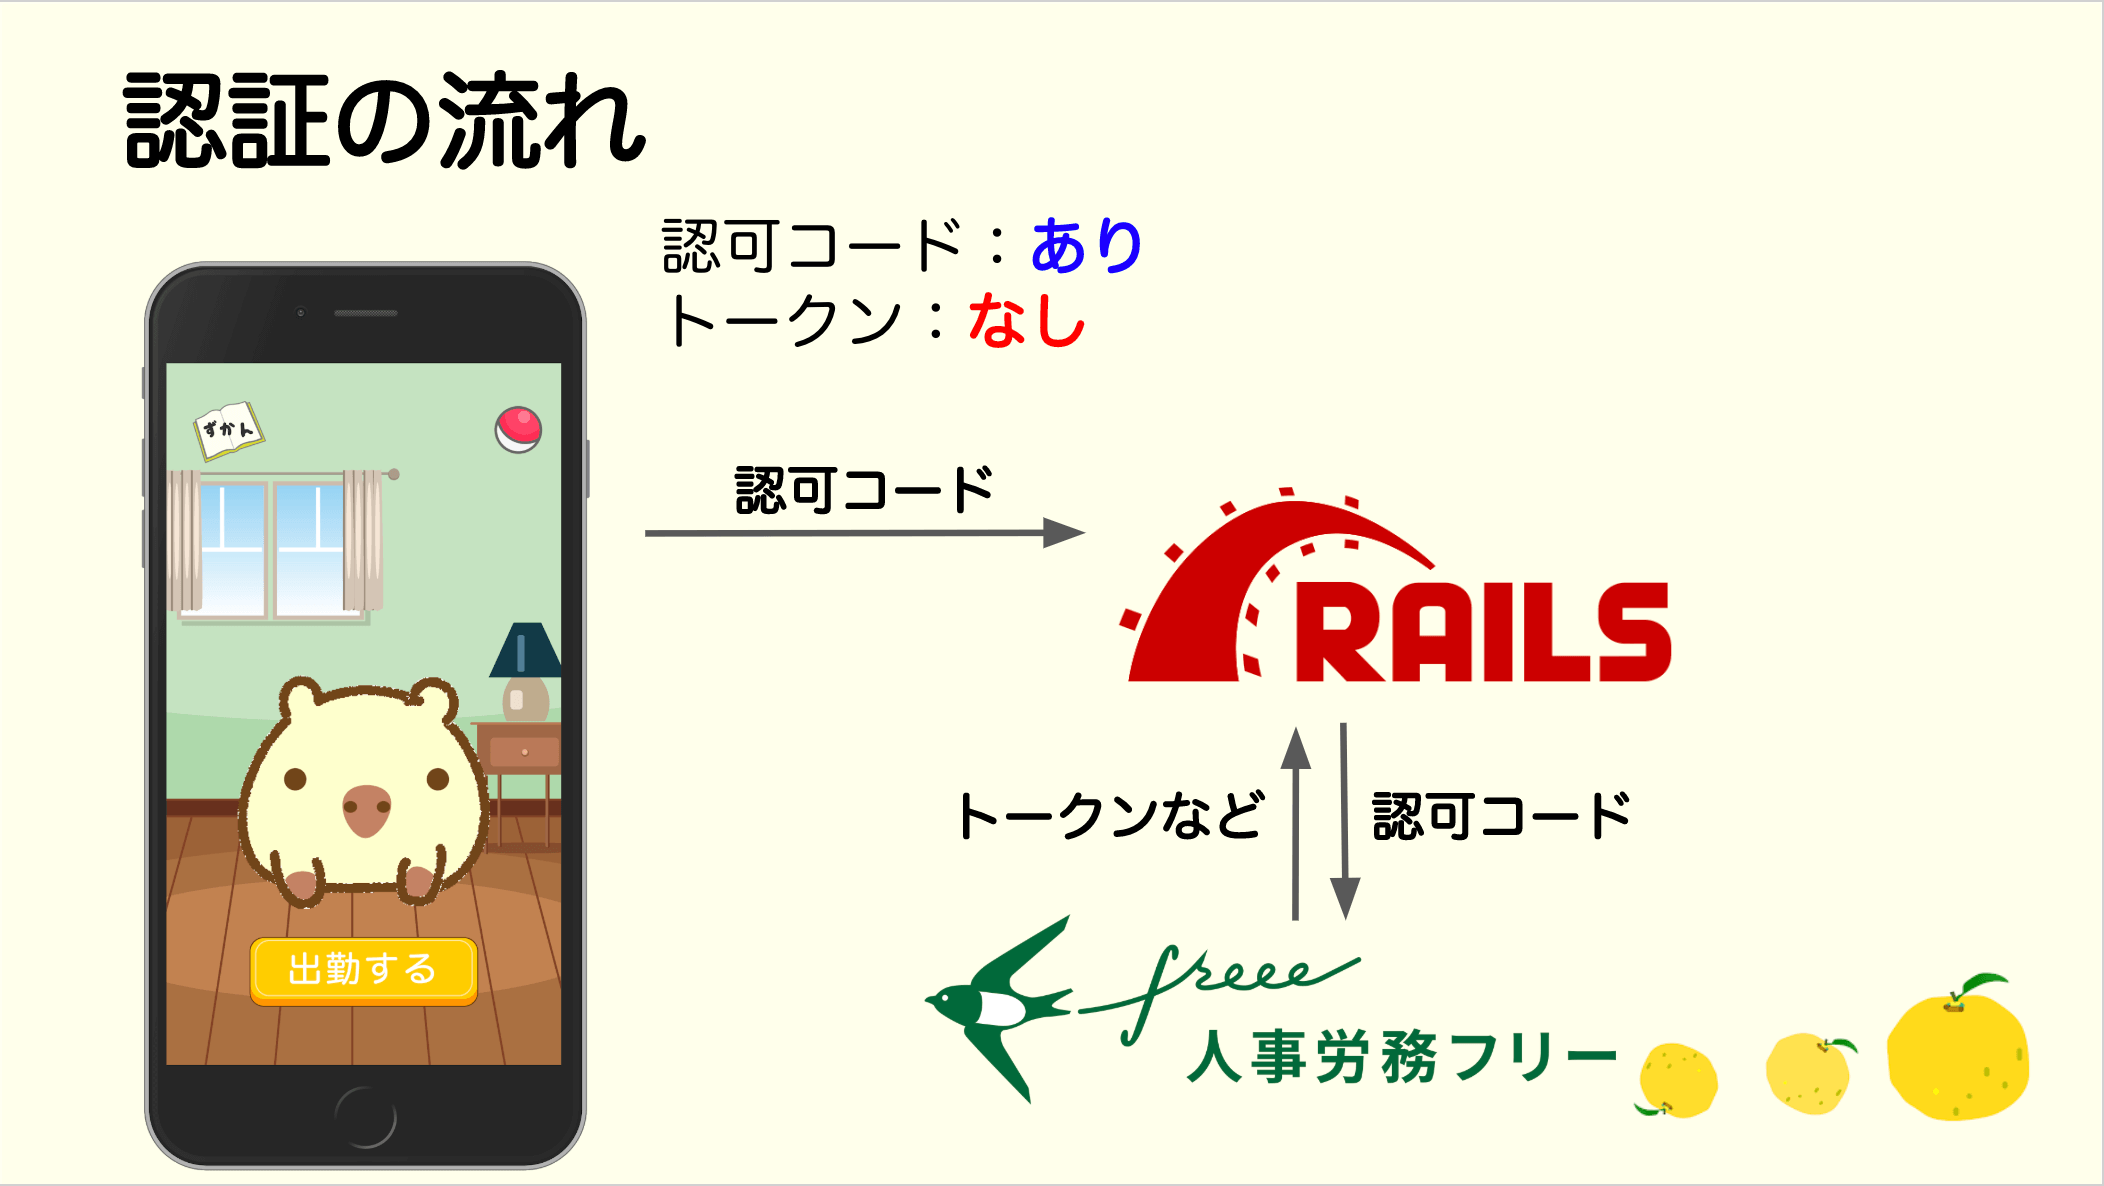 認証の流れ
認可コード：あり
トークン：なし
ずかん
認可コード
RAILS
トークンなど
認可コード
出勤する
freee
人事労務フリー